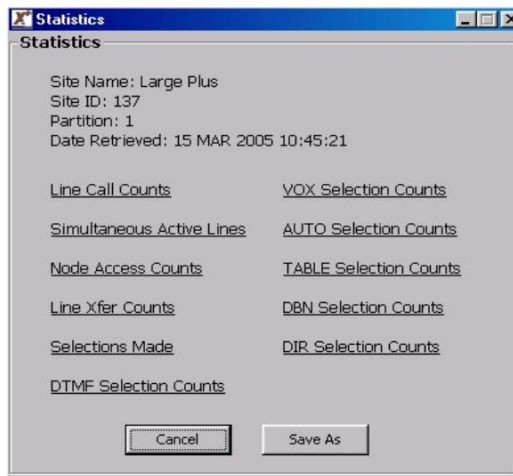 Statistics
Statistics
Site Name: Large Plus
Site ID: 137
Partition: 1
Date Retrieved: 15 MAR 2005 10:45:21
Line Call Counts
VOX Selection Counts
Simultaneous Active Lines
AUTO Selection Counts
Node Access Counts
TABLE Selection Counts
Line Xfer Counts
DBN Selection Counts
Selections Made
DIR Selection Counts
DTMF Selection Counts
Cancel
Save As